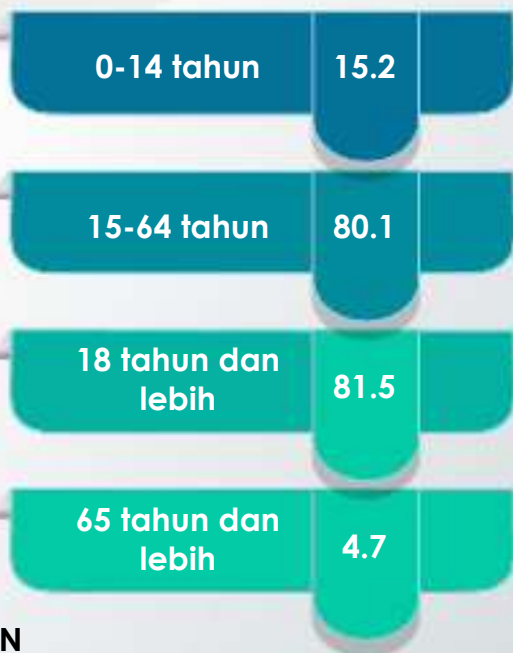 0-14 tahun 15.2
15-64 tahun 80.1
18 tahun dan
lebih 81.5
65 tahun dan
lebih 4.7
N